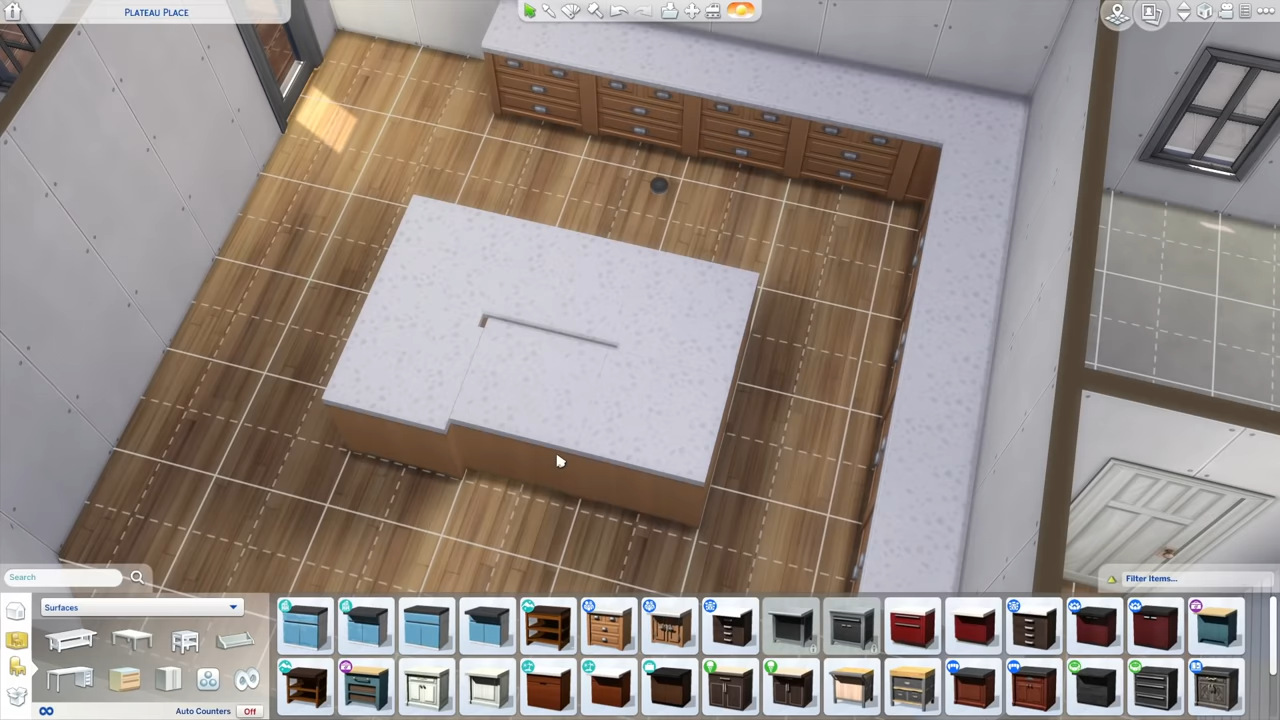 PLATEAU PLACE
Search
Filter Items...
Surfaces
Auto Counters
Off